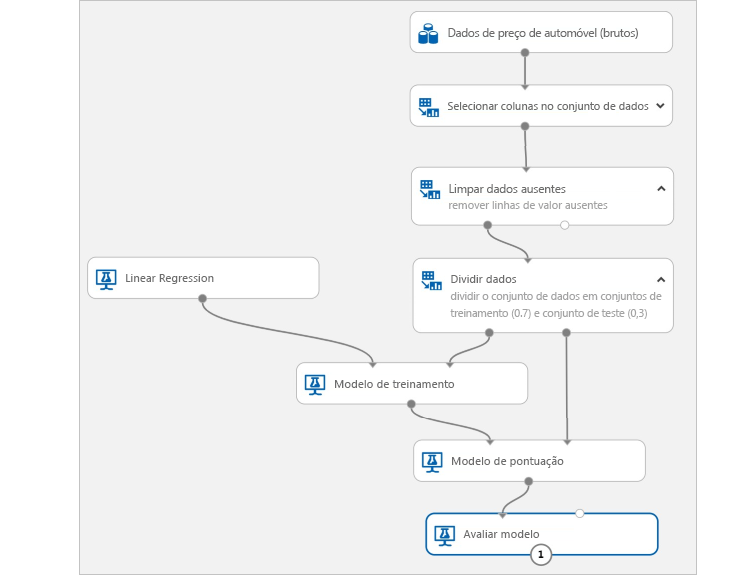 Dados de preço de automóvel (brutos)
Selecionar colunas no conjunto de dados
Limpar dados ausentes
remover linhas de valor ausentes
Linear Regression
Dividir dados
dividir o conjunto de dados em conjuntos de
treinamento (0.7) e conjunto de teste (0,3)
Modelo de treinamento
Modelo de pontuação
Avaliar modelo
1